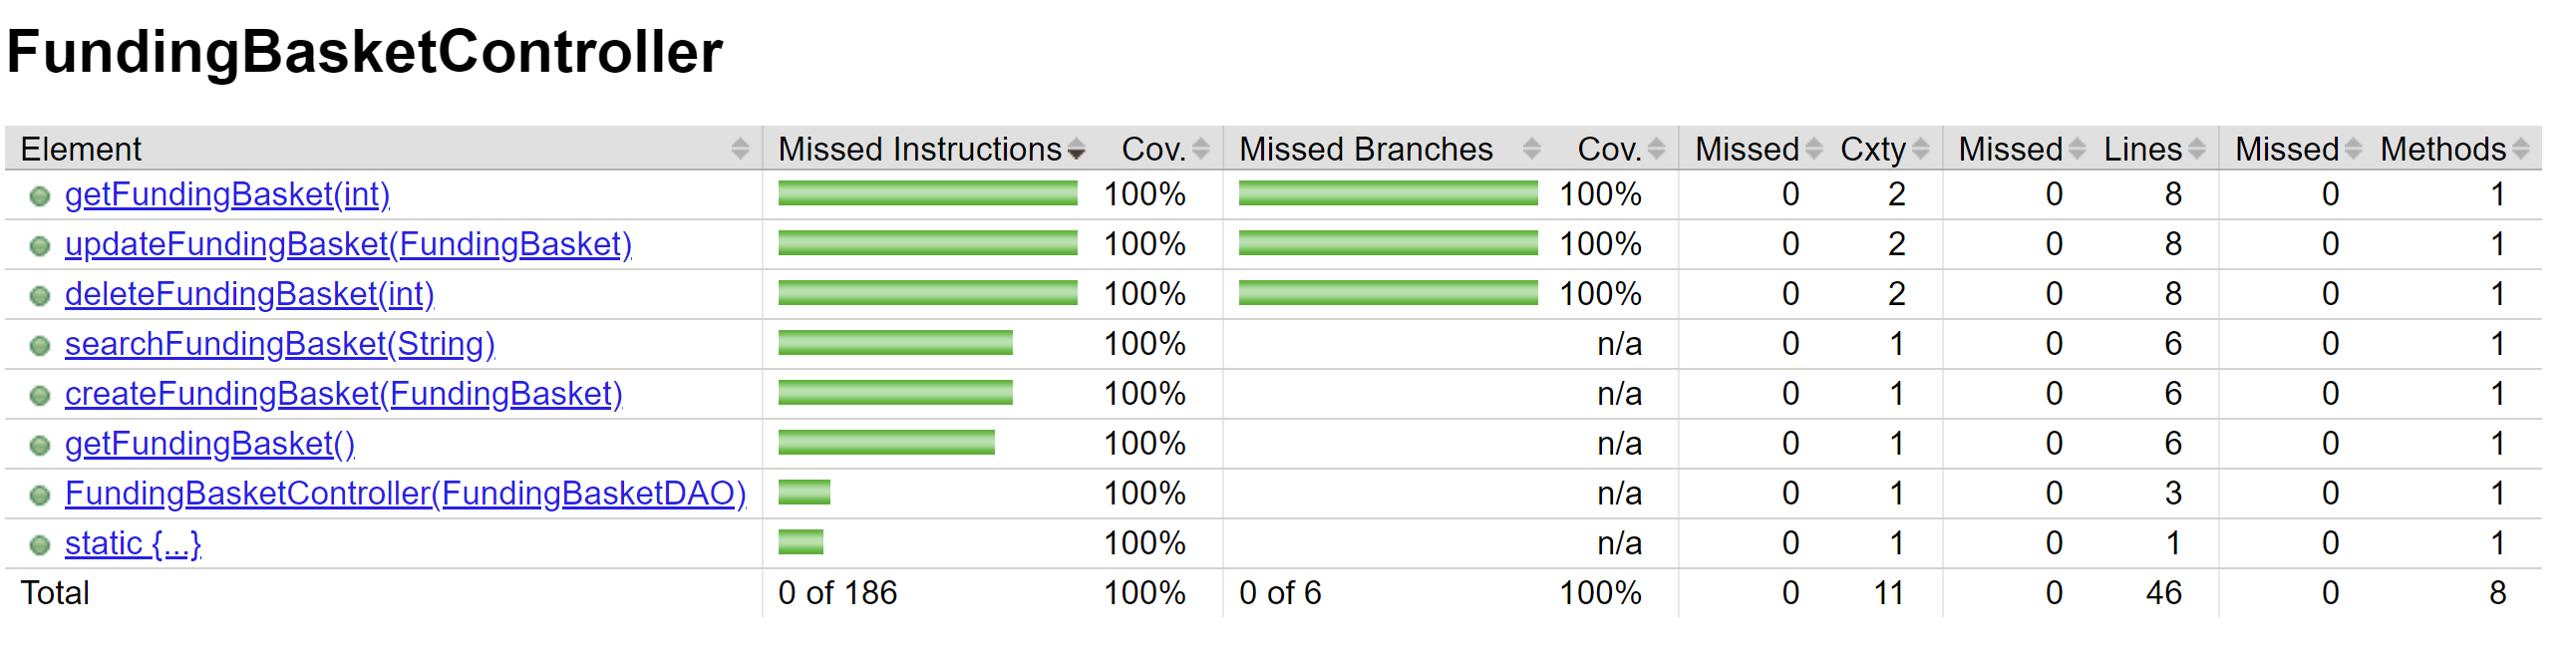 FundingBasketController
Element Missed Instructions Cov. Missed Branches Cov. Missed Cxty Missed Lines Missed Methods
getFundingBasket(int) 100% 100% 0 2 0 8 0 1
updateFundingBasket(FundingBasket) 100% 100% 0 2 0 8 0 1
deleteFundingBasket(int) 100% 100% 0 2 0 8 0 1
searchFundingBasket(String) 100% n/a 0 1 0 6 0 1
createFundingBasket(FundingBasket) 100% n/a 0 1 0 6 0 1
getFundingBasket() 100% n/a 0 1 0 6 0 1
FundingBasketController(FundingBasketDAO) 100% n/a 0 1 0 3 0 1
static {...} 100% n/a 0 1 0 1 0 1
Total 0 of 186 100% 0 of 6 100% 0 11 0 46 0 8